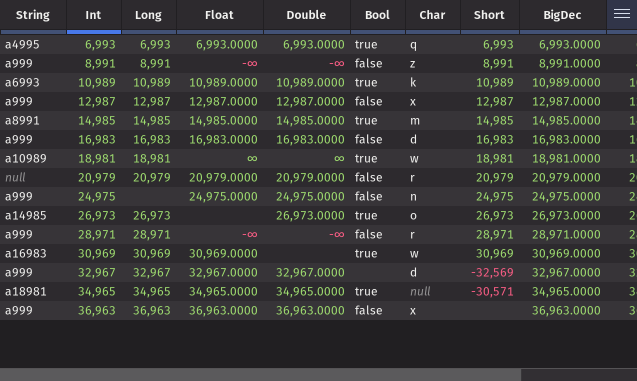 String Int Long Float Double Bool Char Short BigDec
a4995 6,993 6,993 6,993.0000 6,993.0000 true q 6,993 6,993.0000
a999 8,991 8,991 -∞ -∞ false z 8,991 8,991.0000
a6993 10,989 10,989 10,989.0000 10,989.0000 true k 10,989 10,989.0000
a999 12,987 12,987 12,987.0000 12,987.0000 false x 12,987 12,987.0000
a8991 14,985 14,985 14,985.0000 14,985.0000 true m 14,985 14,985.0000
a999 16,983 16,983 16,983.0000 16,983.0000 false d 16,983 16,983.0000
a10989 18,981 18,981 ∞ ∞ true w 18,981 18,981.0000
null 20,979 20,979 20,979.0000 20,979.0000 false r 20,979 20,979.0000
a999 24,975 24,975.0000 24,975.0000 false n 24,975 24,975.0000
a14985 26,973 26,973 26,973.0000 true o 26,973 26,973.0000
a999 28,971 28,971 -∞ -∞ false r 28,971 28,971.0000
a16983 30,969 30,969 30,969.0000 true w 30,969 30,969.0000
a999 32,967 32,967 32,967.0000 32,967.0000 d -32,569 32,967.0000
a18981 34,965 34,965 34,965.0000 34,965.0000 true null -30,571 34,965.0000
a999 36,963 36,963 36,963.0000 36,963.0000 false x 36,963.0000